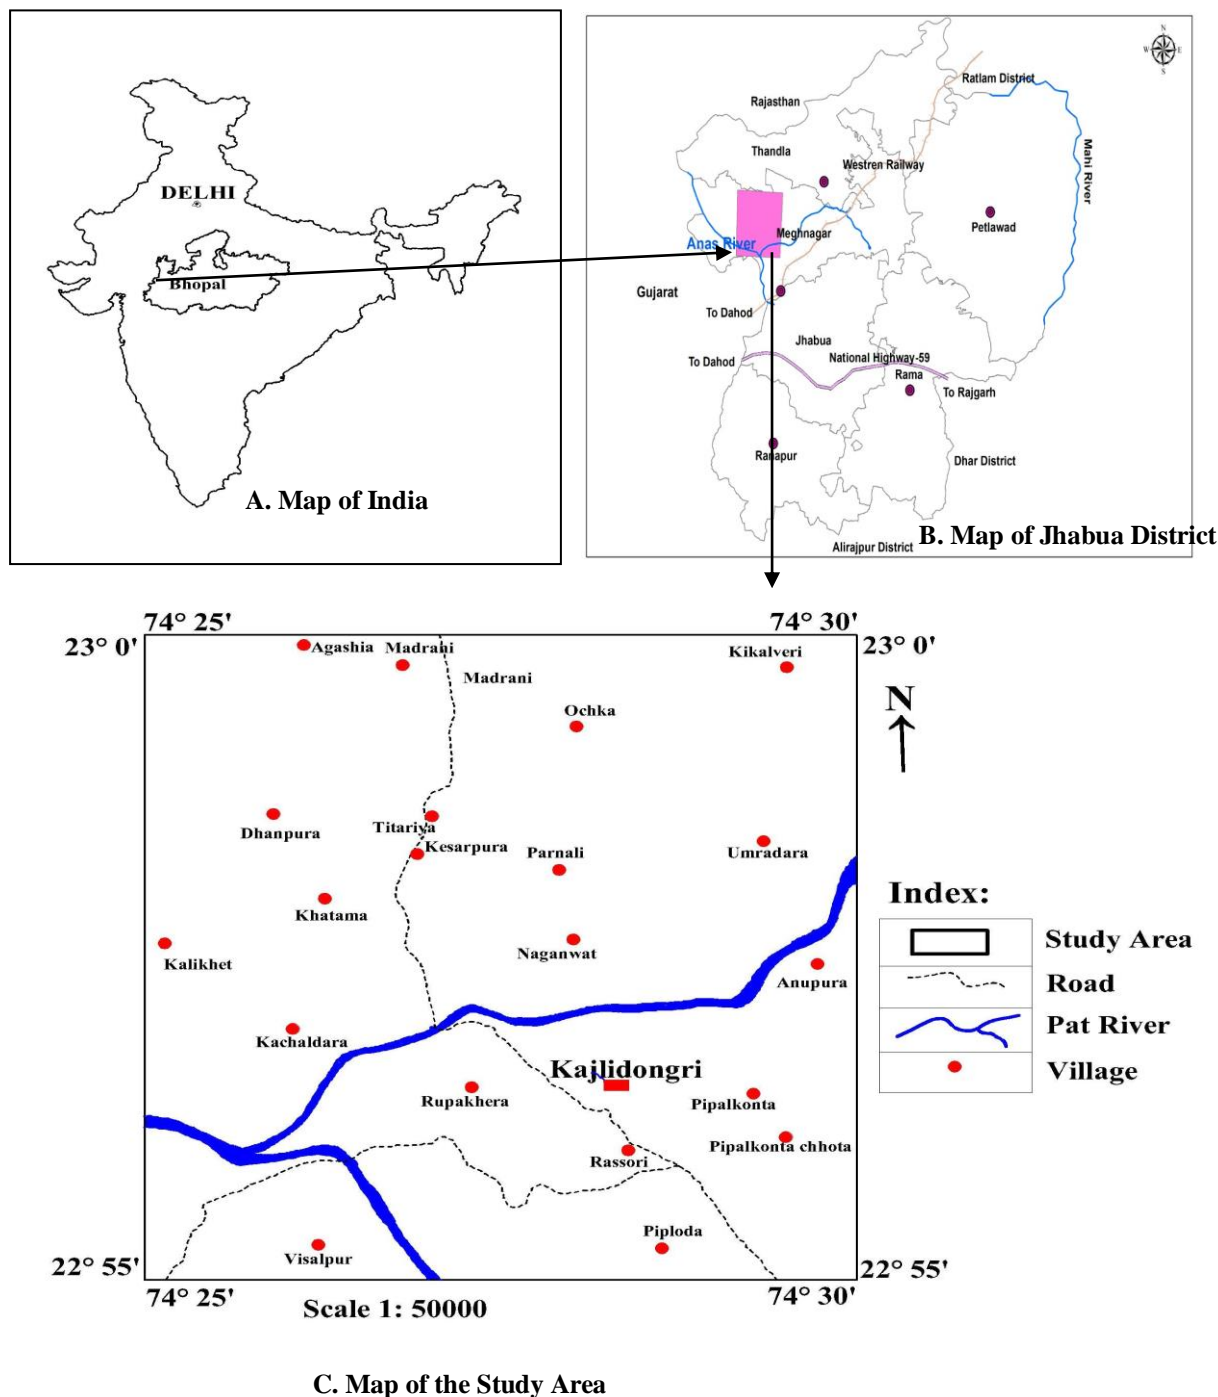 DELHI
Bhopal
A. Map of India
N
W
E
S
Ratlam District
Rajasthan
Thandla
Westren Railway
Mahi River
Petlawad
Meghnagar
Anas River
Gujarat
To Dahod
Jhabua
National Highway-59
To Dahod
Rama
To Rajgarh
Ranapur
Dhar District
Alirajpur District
B. Map of Jhabua District
74° 25'
74° 30'
23° 0'
23° 0'
Agashia
Madrani
Kikalveri
Madrani
Ochka
N
Dhanpura
Titariya
Kesarpura
Parnali
Umradara
Khatama
Naganwat
Kalikhet
Anupura
Kachaldara
Kajlidongri
Rupakhera
Pipalkonta
Pipalkonta chhota
Rassori
Piploda
Visalpur
Index:
Study Area
Road
Pat River
Village
22° 55'
22° 55'
74° 25'
74° 30'
Scale 1: 50000
C. Map of the Study Area